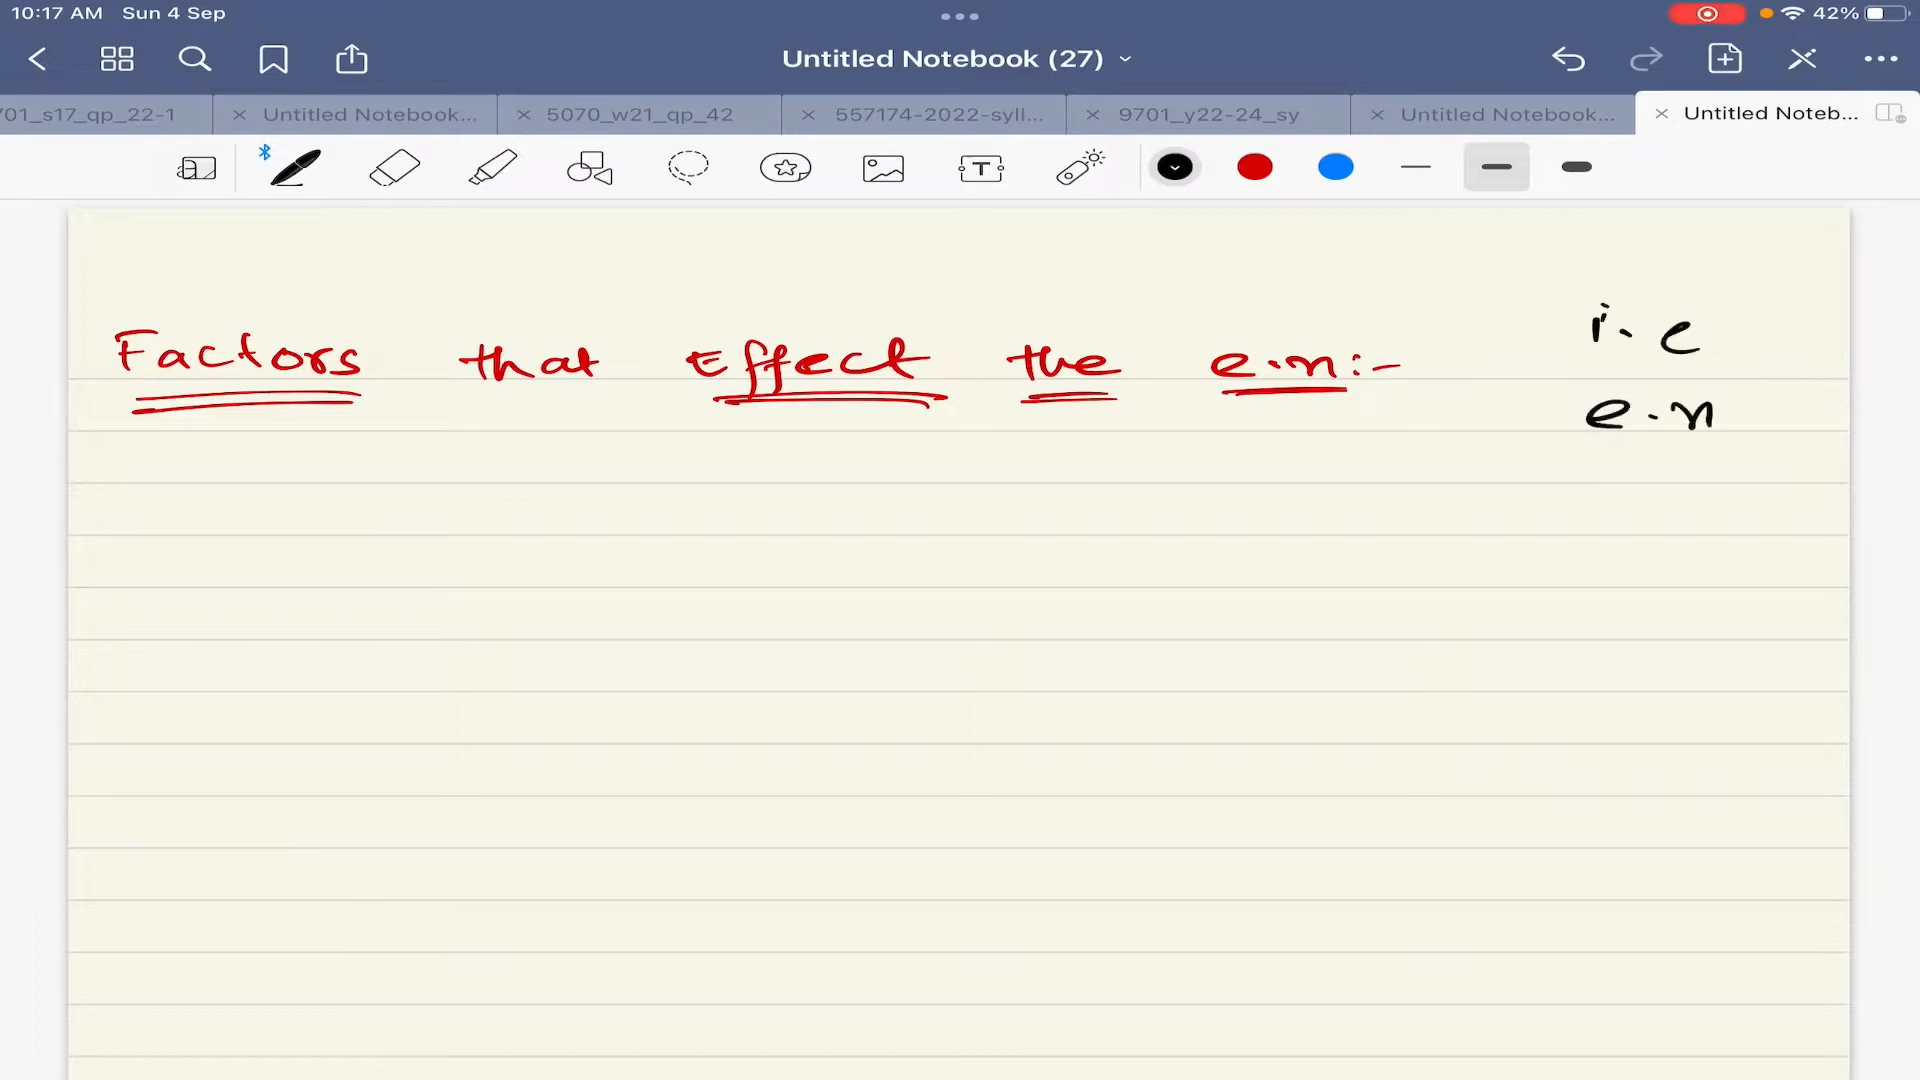 10:17 AM Sun 4 Sep
42%
Untitled Notebook (27)
701_s17_qp_22-1
Untitled Notebook...
5070_w21_qp_42
557174-2022-syll...
9701_y22-24_sy
Untitled Notebook...
Untitled Noteb...
T
i. e
Factors that Effect the e.n:-
e.n